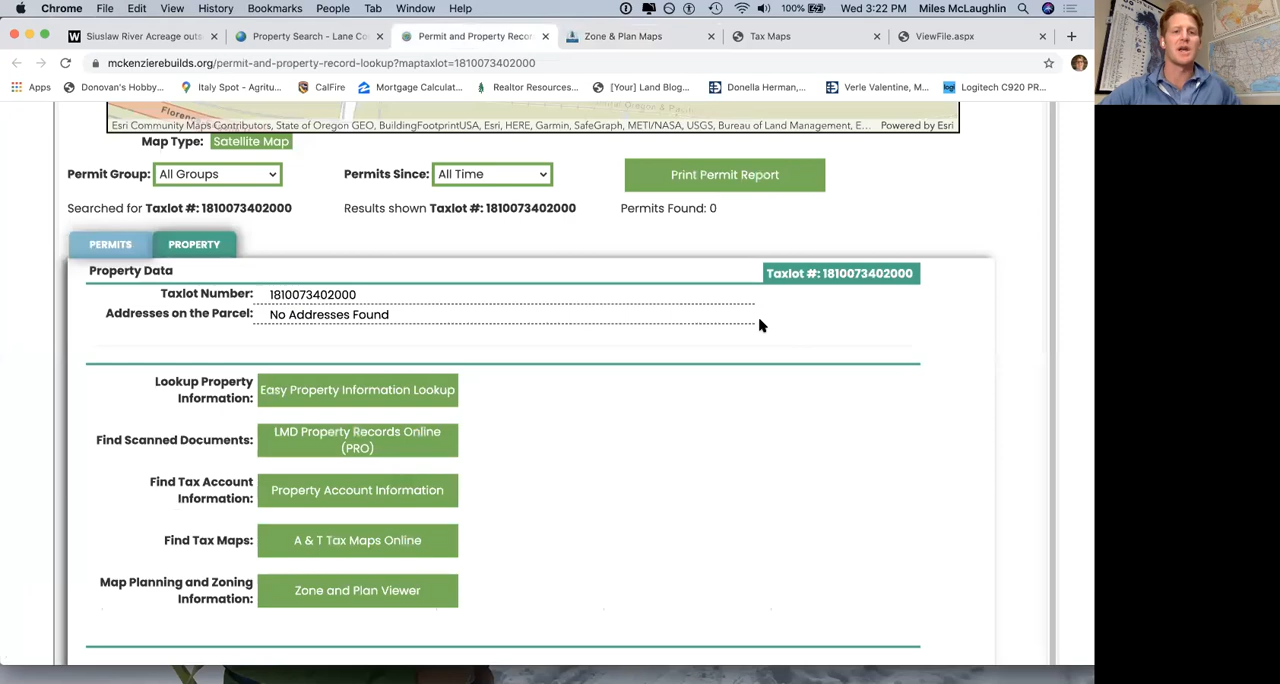 Chrome File Edit View History Bookmarks People Tab Window Help 100% Wed 3:22 PM Miles McLaughlin
Siuslaw River Acreage outs Property Search - Lane Co Permit and Property Recor Zone & Plan Maps Tax Maps ViewFile.aspx
mckenzierebuilds.org/permit-and-property-record-lookup?maptaxlot=1810073402000
Apps Donovan's Hobby... Italy Spot - Agritu... CalFire Mortgage Calculat... Realtor Resources... [Your] Land Blog... Donella Herman,... Verle Valentine, M... Logitech C920 PR...
Florenc
Esri Community Maps Contributors, State of Oregon GEO, BuildingFootprintUSA, Esri, HERE, Garmin, SafeGraph, METI/NASA, USGS, Bureau of Land Management, E... Powered by Esri
Map Type: Satellite Map
Permit Group: All Groups Permits Since: All Time Print Permit Report
Searched for Taxlot #: 1810073402000 Results shown Taxlot #: 1810073402000 Permits Found: 0
PERMITS PROPERTY
Property Data Taxlot #: 1810073402000
Taxlot Number: 1810073402000
Addresses on the Parcel: No Addresses Found
Lookup Property
Information: Easy Property Information Lookup
Find Scanned Documents: LMD Property Records Online
(PRO)
Find Tax Account
Information: Property Account Information
Find Tax Maps: A & T Tax Maps Online
Map Planning and Zoning
Information: Zone and Plan Viewer